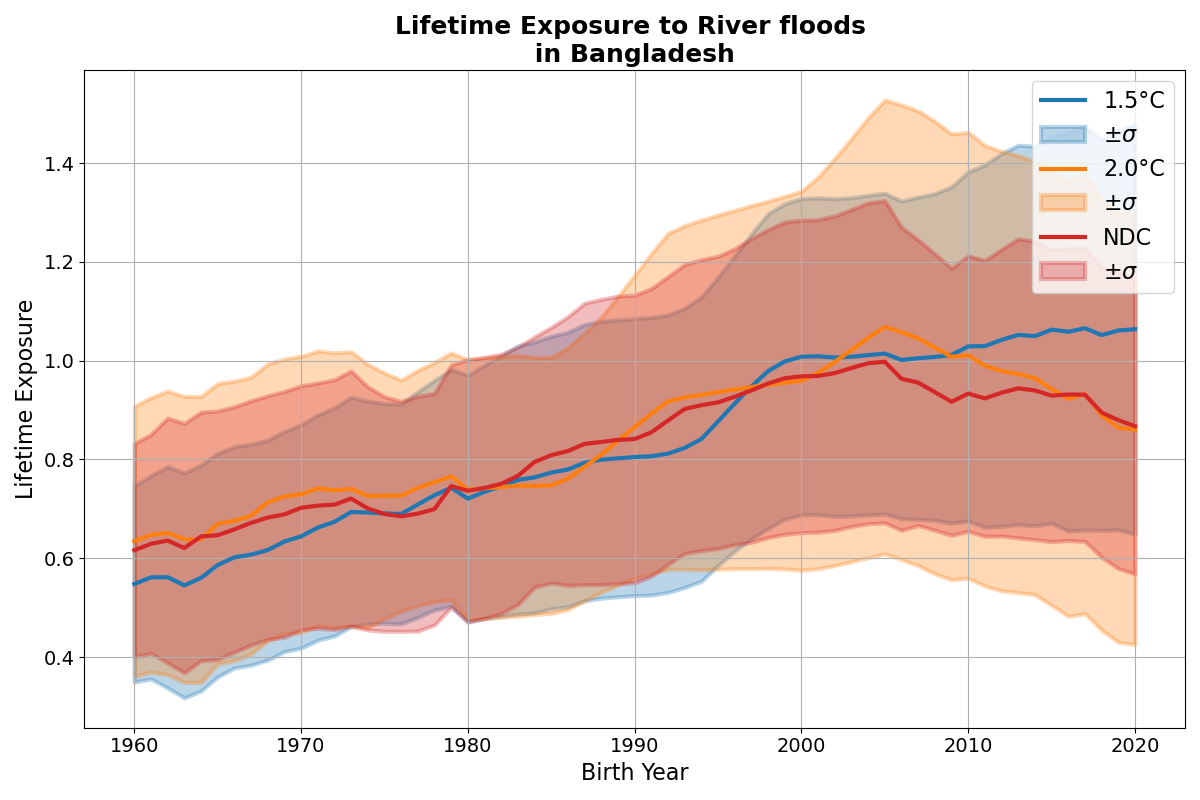 Lifetime Exposure to River floods
in Bangladesh
1.5°C
±σ
2.0°C
±σ
NDC
±σ
Lifetime Exposure
1.4
1.2
1.0
0.8
0.6
0.4
1960 1970 1980 1990 2000 2010 2020
Birth Year